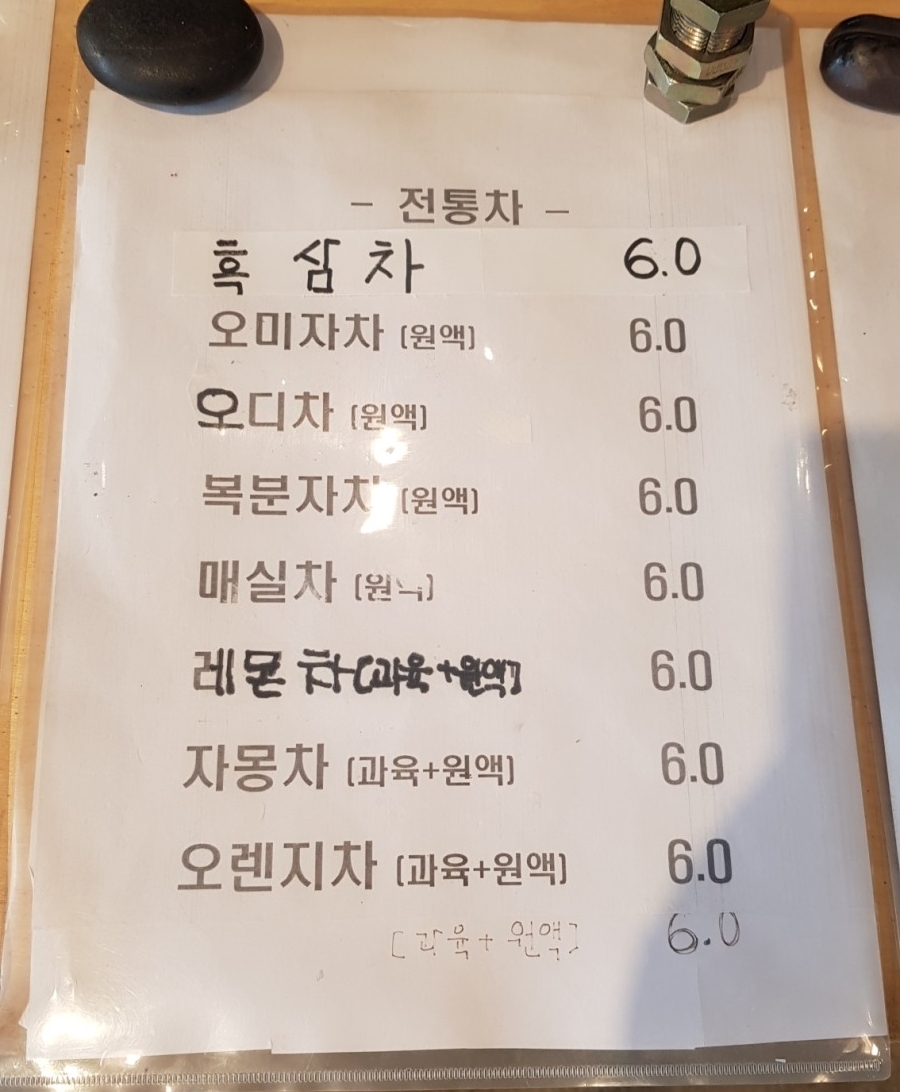 - 전통차 -
흑삼차 6.0
오미자차 [원액] 6.0
오디차 [원액] 6.0
복분자차 [원액] 6.0
매실차 6.0
레몬차 [과육+원액] 6.0
자몽차 [과육+원액] 6.0
오렌지차 [과육+원액] 6.0
[과육+ 원액] 6.0